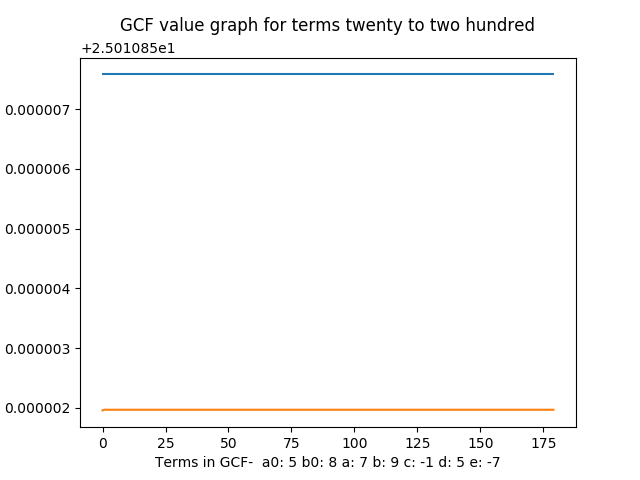 GCF value graph for terms twenty to two hundred
+2.501085e1
0.000007
0.000006
0.000005
0.000004
0.000003
0.000002
0 25 50 75 100 125 150 175
Terms in GCF-  a0: 5 b0: 8 a: 7 b: 9 c: -1 d: 5 e: -7